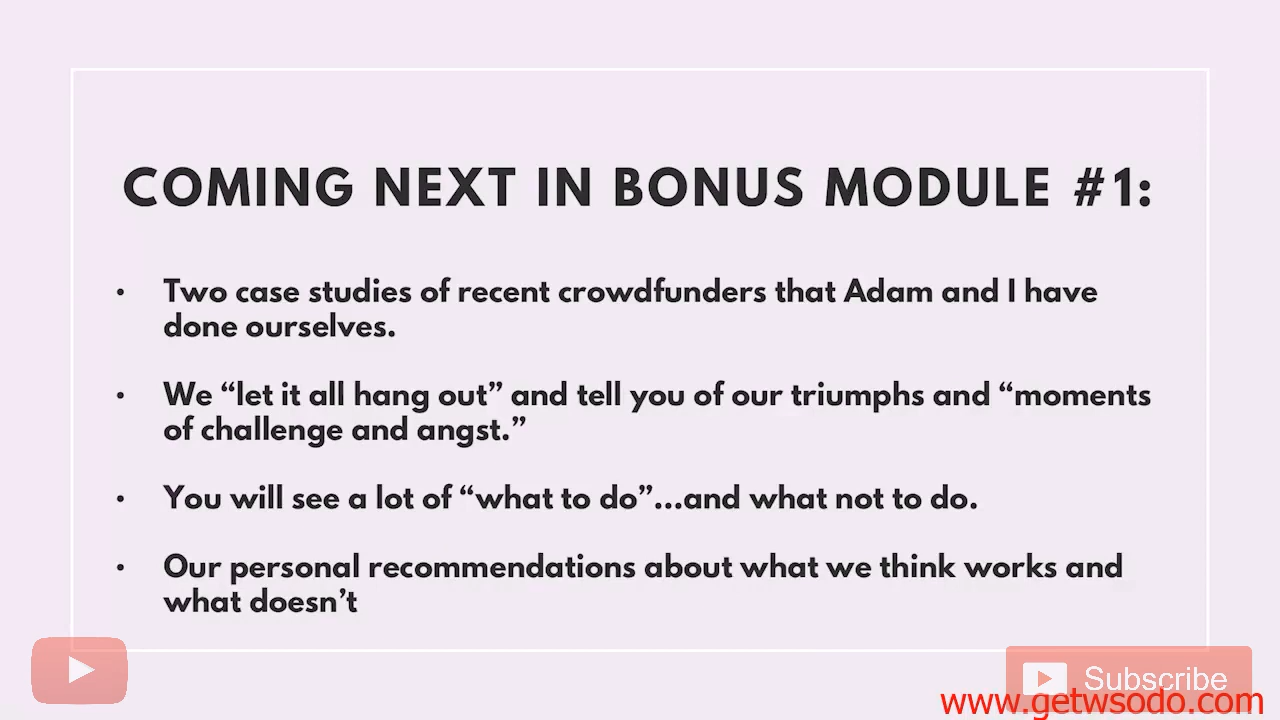 COMING NEXT IN BONUS MODULE #1:
• Two case studies of recent crowdfunders that Adam and I have
done ourselves.
• We “let it all hang out” and tell you of our triumphs and “moments
of challenge and angst.”
• You will see a lot of “what to do”...and what not to do.
• Our personal recommendations about what we think works and
what doesn’t
Subscribe
www.getwsodo.com